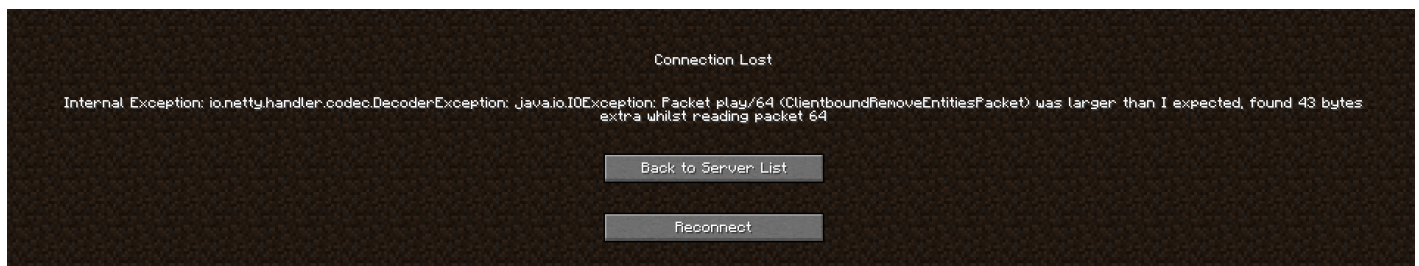 Connection Lost
Internal Exception: io.netty.handler.codec.DecoderException: java.io.IOException: Packet play/64 (ClientboundRemoveEntitiesPacket) was larger than I expected, found 43 bytes
extra whilst reading packet 64
Back to Server List
Reconnect